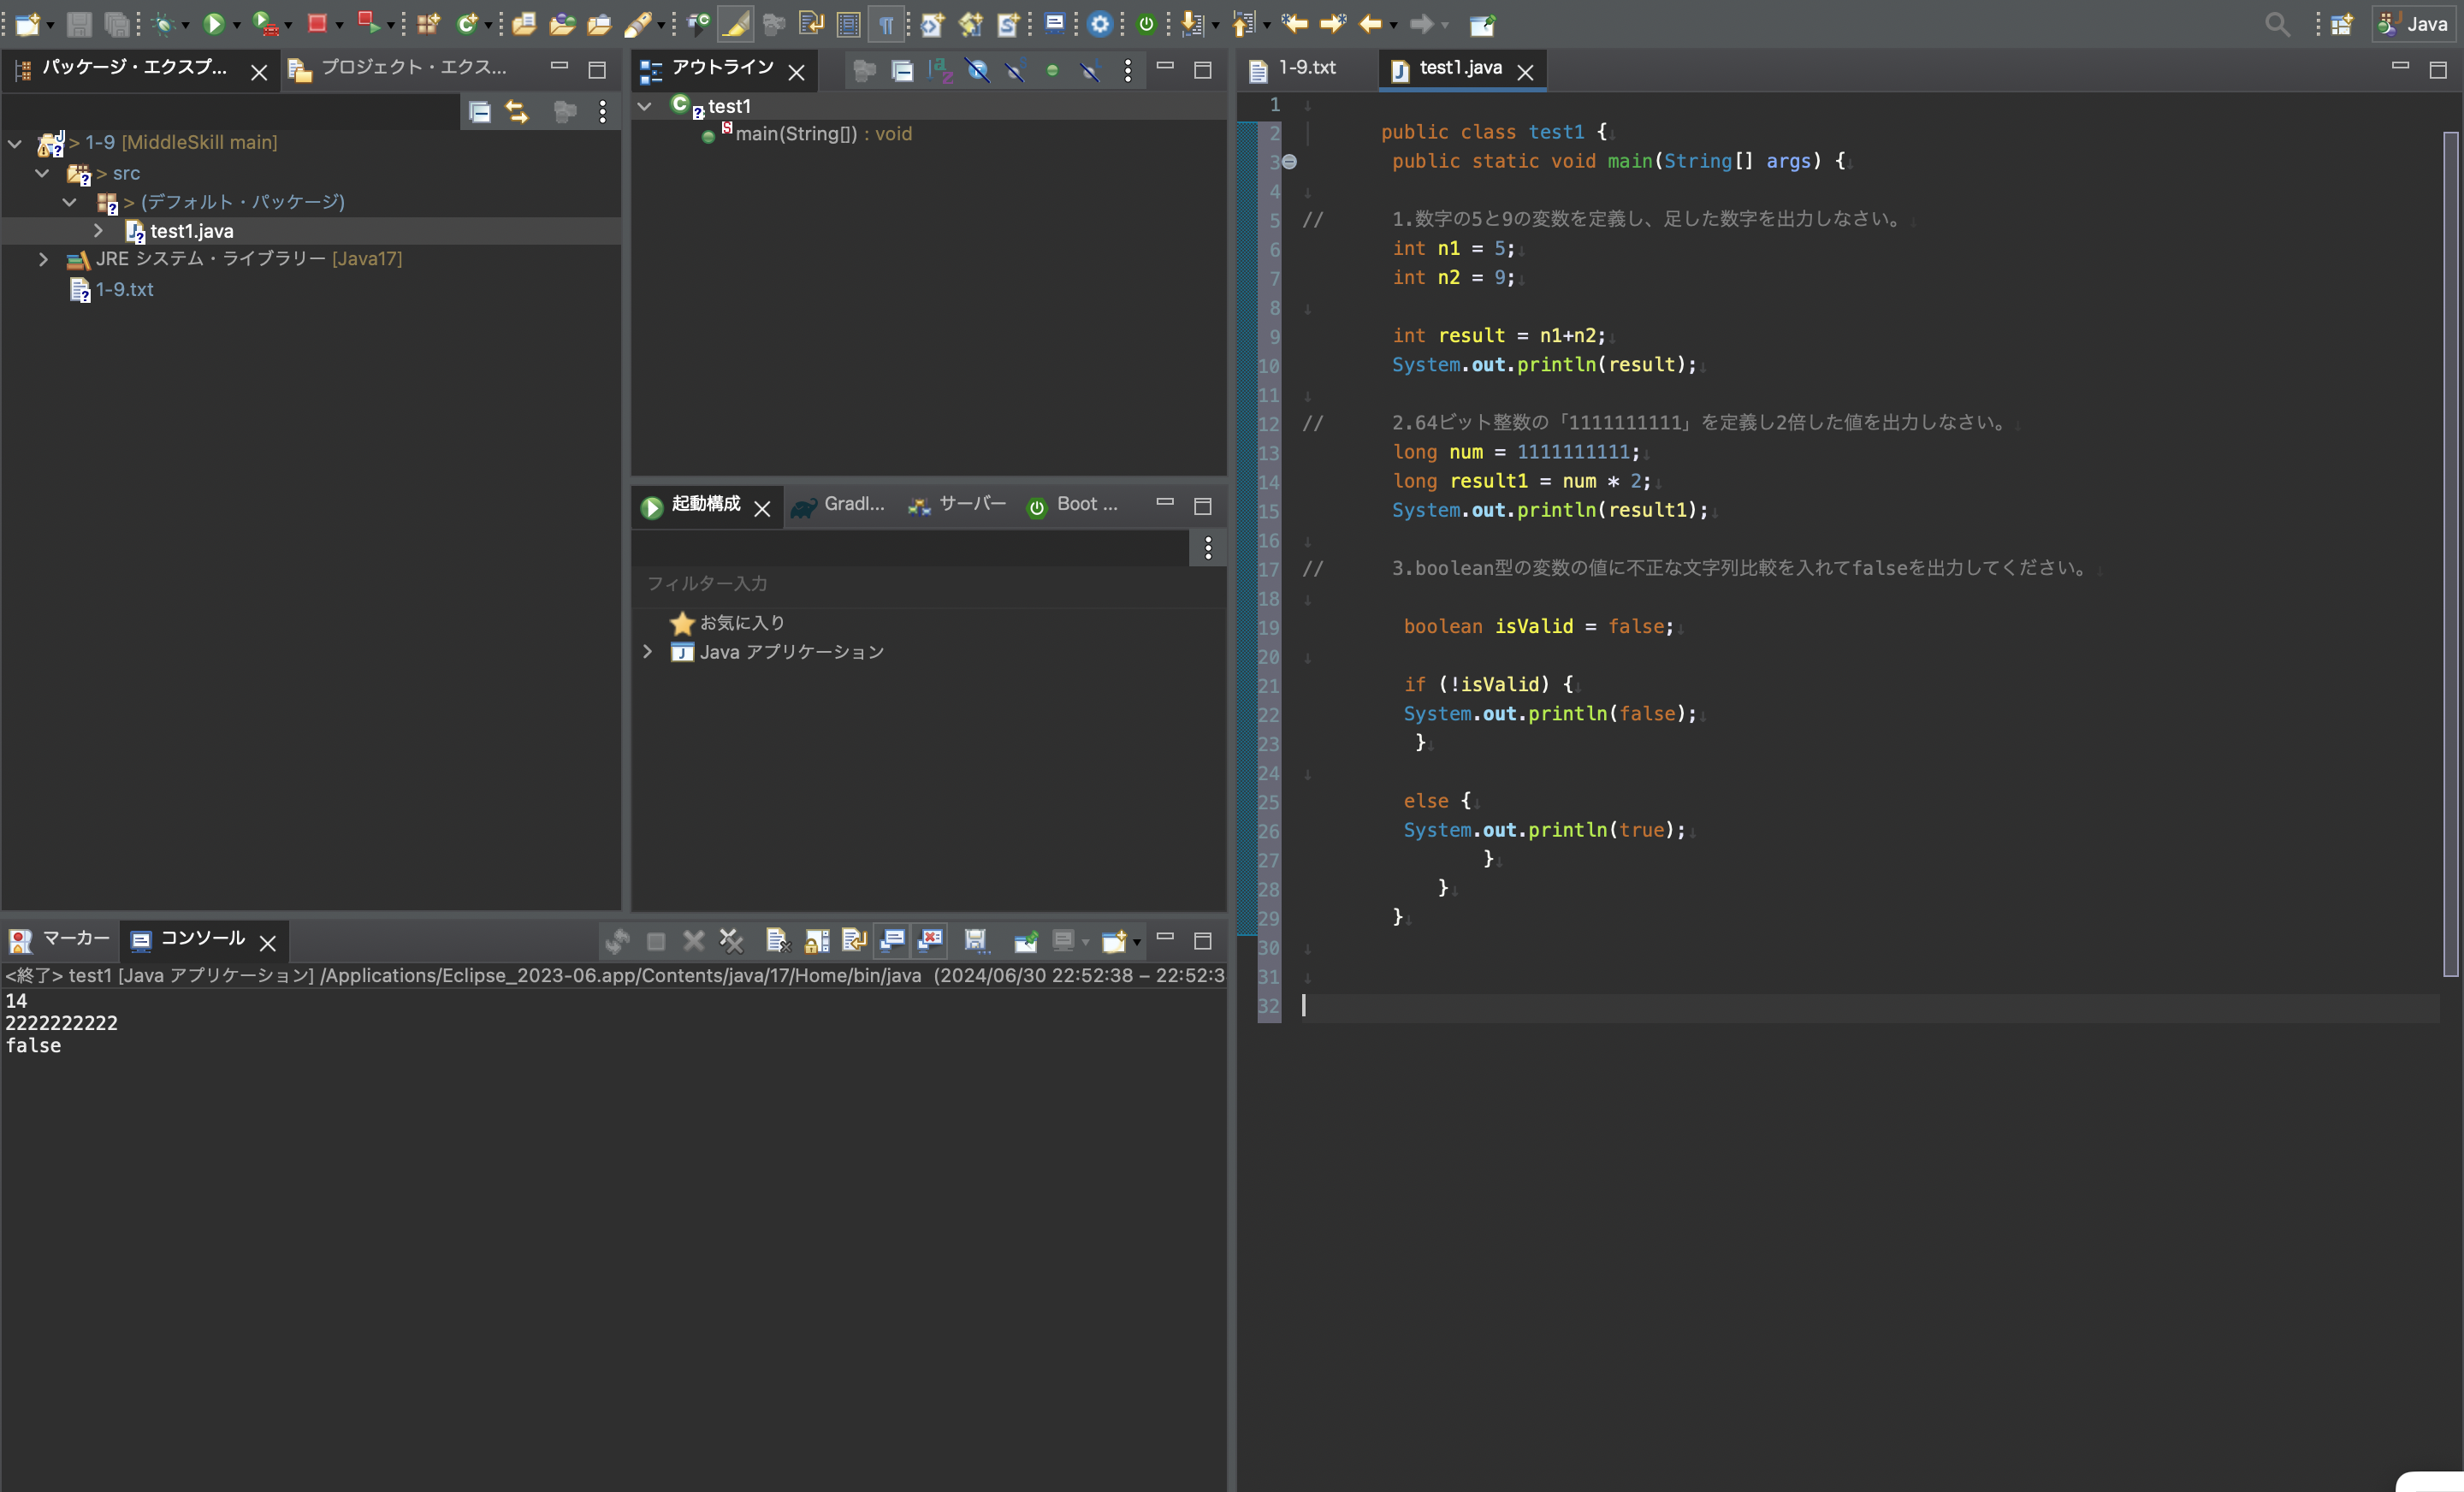 Java
パッケージ・エクスプ...
プロジェクト・エクス...
> 1-9 [MiddleSkill main]
> src
> (デフォルト・パッケージ)
test1.java
JRE システム・ライブラリー [Java17]
1-9.txt
アウトライン
test1
main(String[]) : void
起動構成
Gradl...
サーバー
Boot ...
フィルター入力
お気に入り
Java アプリケーション
マーカー
コンソール
<終了> test1 [Java アプリケーション] /Applications/Eclipse_2023-06.app/Contents/java/17/Home/bin/java (2024/06/30 22:52:38 – 22:52:3
14
2222222222
false
1-9.txt
test1.java
1
2 public class test1 {
3 public static void main(String[] args) {
4
5 // 1.数字の5と9の変数を定義し、足した数字を出力しなさい。
6 int n1 = 5;
7 int n2 = 9;
8
9 int result = n1+n2;
10 System.out.println(result);
11
12 // 2.64ビット整数の「1111111111」を定義し2倍した値を出力しなさい。
13 long num = 1111111111;
14 long result1 = num * 2;
15 System.out.println(result1);
16
17 // 3.boolean型の変数の値に不正な文字列比較を入れてfalseを出力してください。
18
19 boolean isValid = false;
20
21 if (!isValid) {
22 System.out.println(false);
23 }
24
25 else {
26 System.out.println(true);
27 }
28 }
29 }
30
31
32